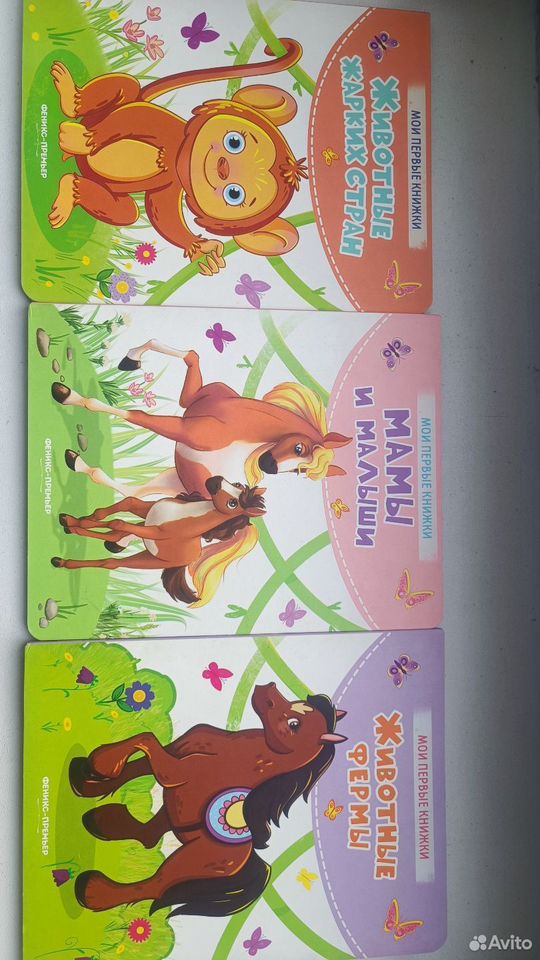 МОИ ПЕРВЫЕ КНИЖКИ
ЖИВОТНЫЕ
ЖАРКИХ СТРАН
ФЕНИКС-ПРЕМЬЕР
МОИ ПЕРВЫЕ КНИЖКИ
МАМЫ
И МАЛЫШИ
ФЕНИКС-ПРЕМЬЕР
МОИ ПЕРВЫЕ КНИЖКИ
ЖИВОТНЫЕ
ФЕРМЫ
ФЕНИКС-ПРЕМЬЕР
Avito